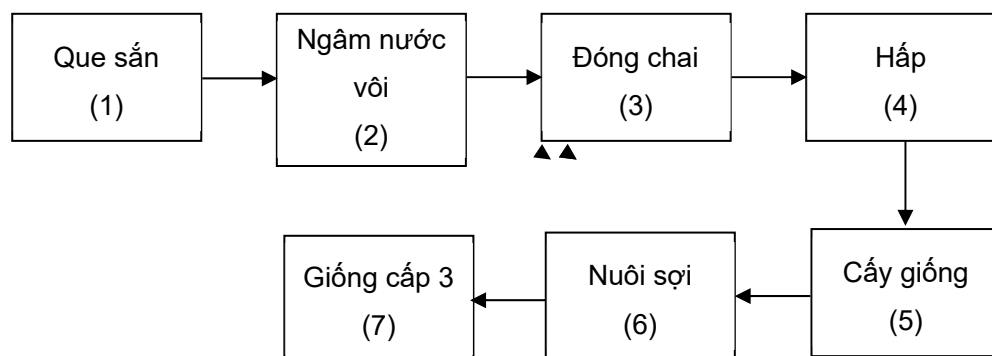 Que sắn
(1)
Ngâm nước
vôi
(2)
Đóng chai
(3)
Hấp
(4)
Cấy giống
(5)
Nuôi sợi
(6)
Giống cấp 3
(7)